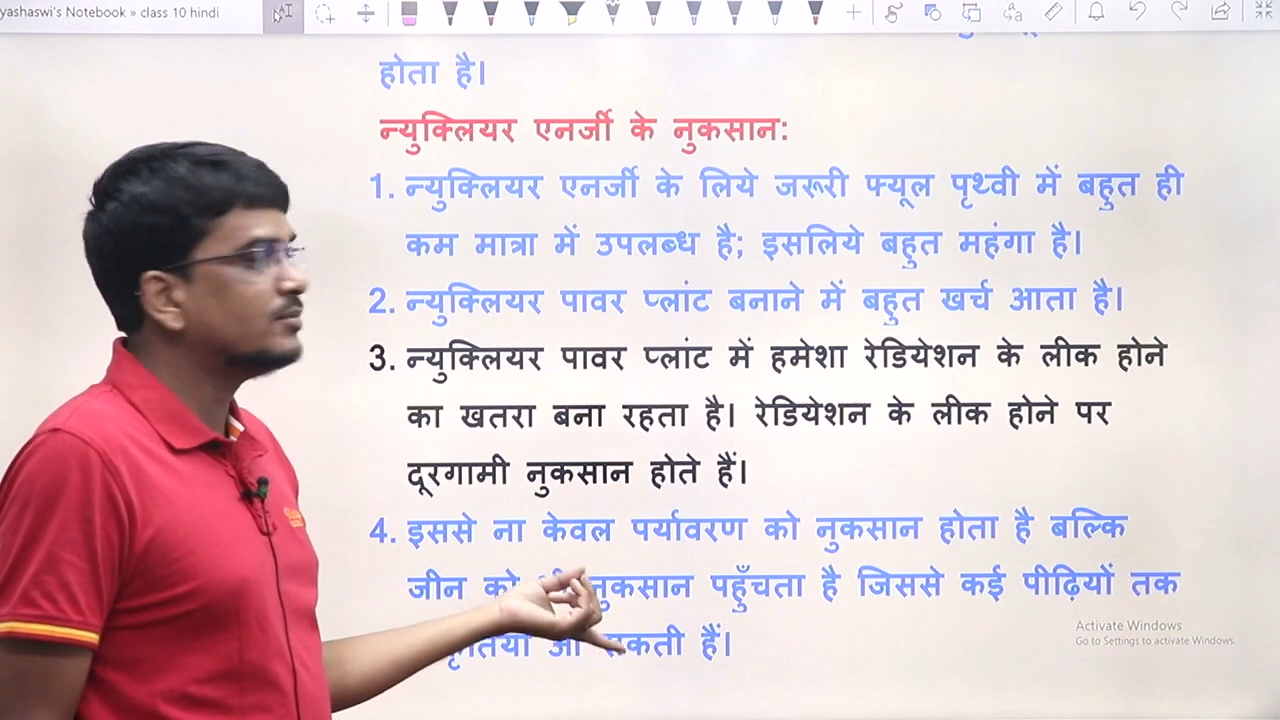 yashaswi's Notebook » class 10 hindi
होता है।
न्युक्लियर एनर्जी के नुकसान:
1. न्युक्लियर एनर्जी के लिये जरूरी फ्यूल पृथ्वी में बहुत ही
कम मात्रा में उपलब्ध है; इसलिये बहुत महंगा है।
2. न्युक्लियर पावर प्लांट बनाने में बहुत खर्च आता है।
3. न्युक्लियर पावर प्लांट में हमेशा रेडियेशन के लीक होने
का खतरा बना रहता है। रेडियेशन के लीक होने पर
दूरगामी नुकसान होते हैं।
4. इससे ना केवल पर्यावरण को नुकसान होता है बल्कि
जीन को नुकसान पहुँचता है जिससे कई पीढ़ियों तक
आ सकती हैं।
Activate Windows
Go to Settings to activate Windows.